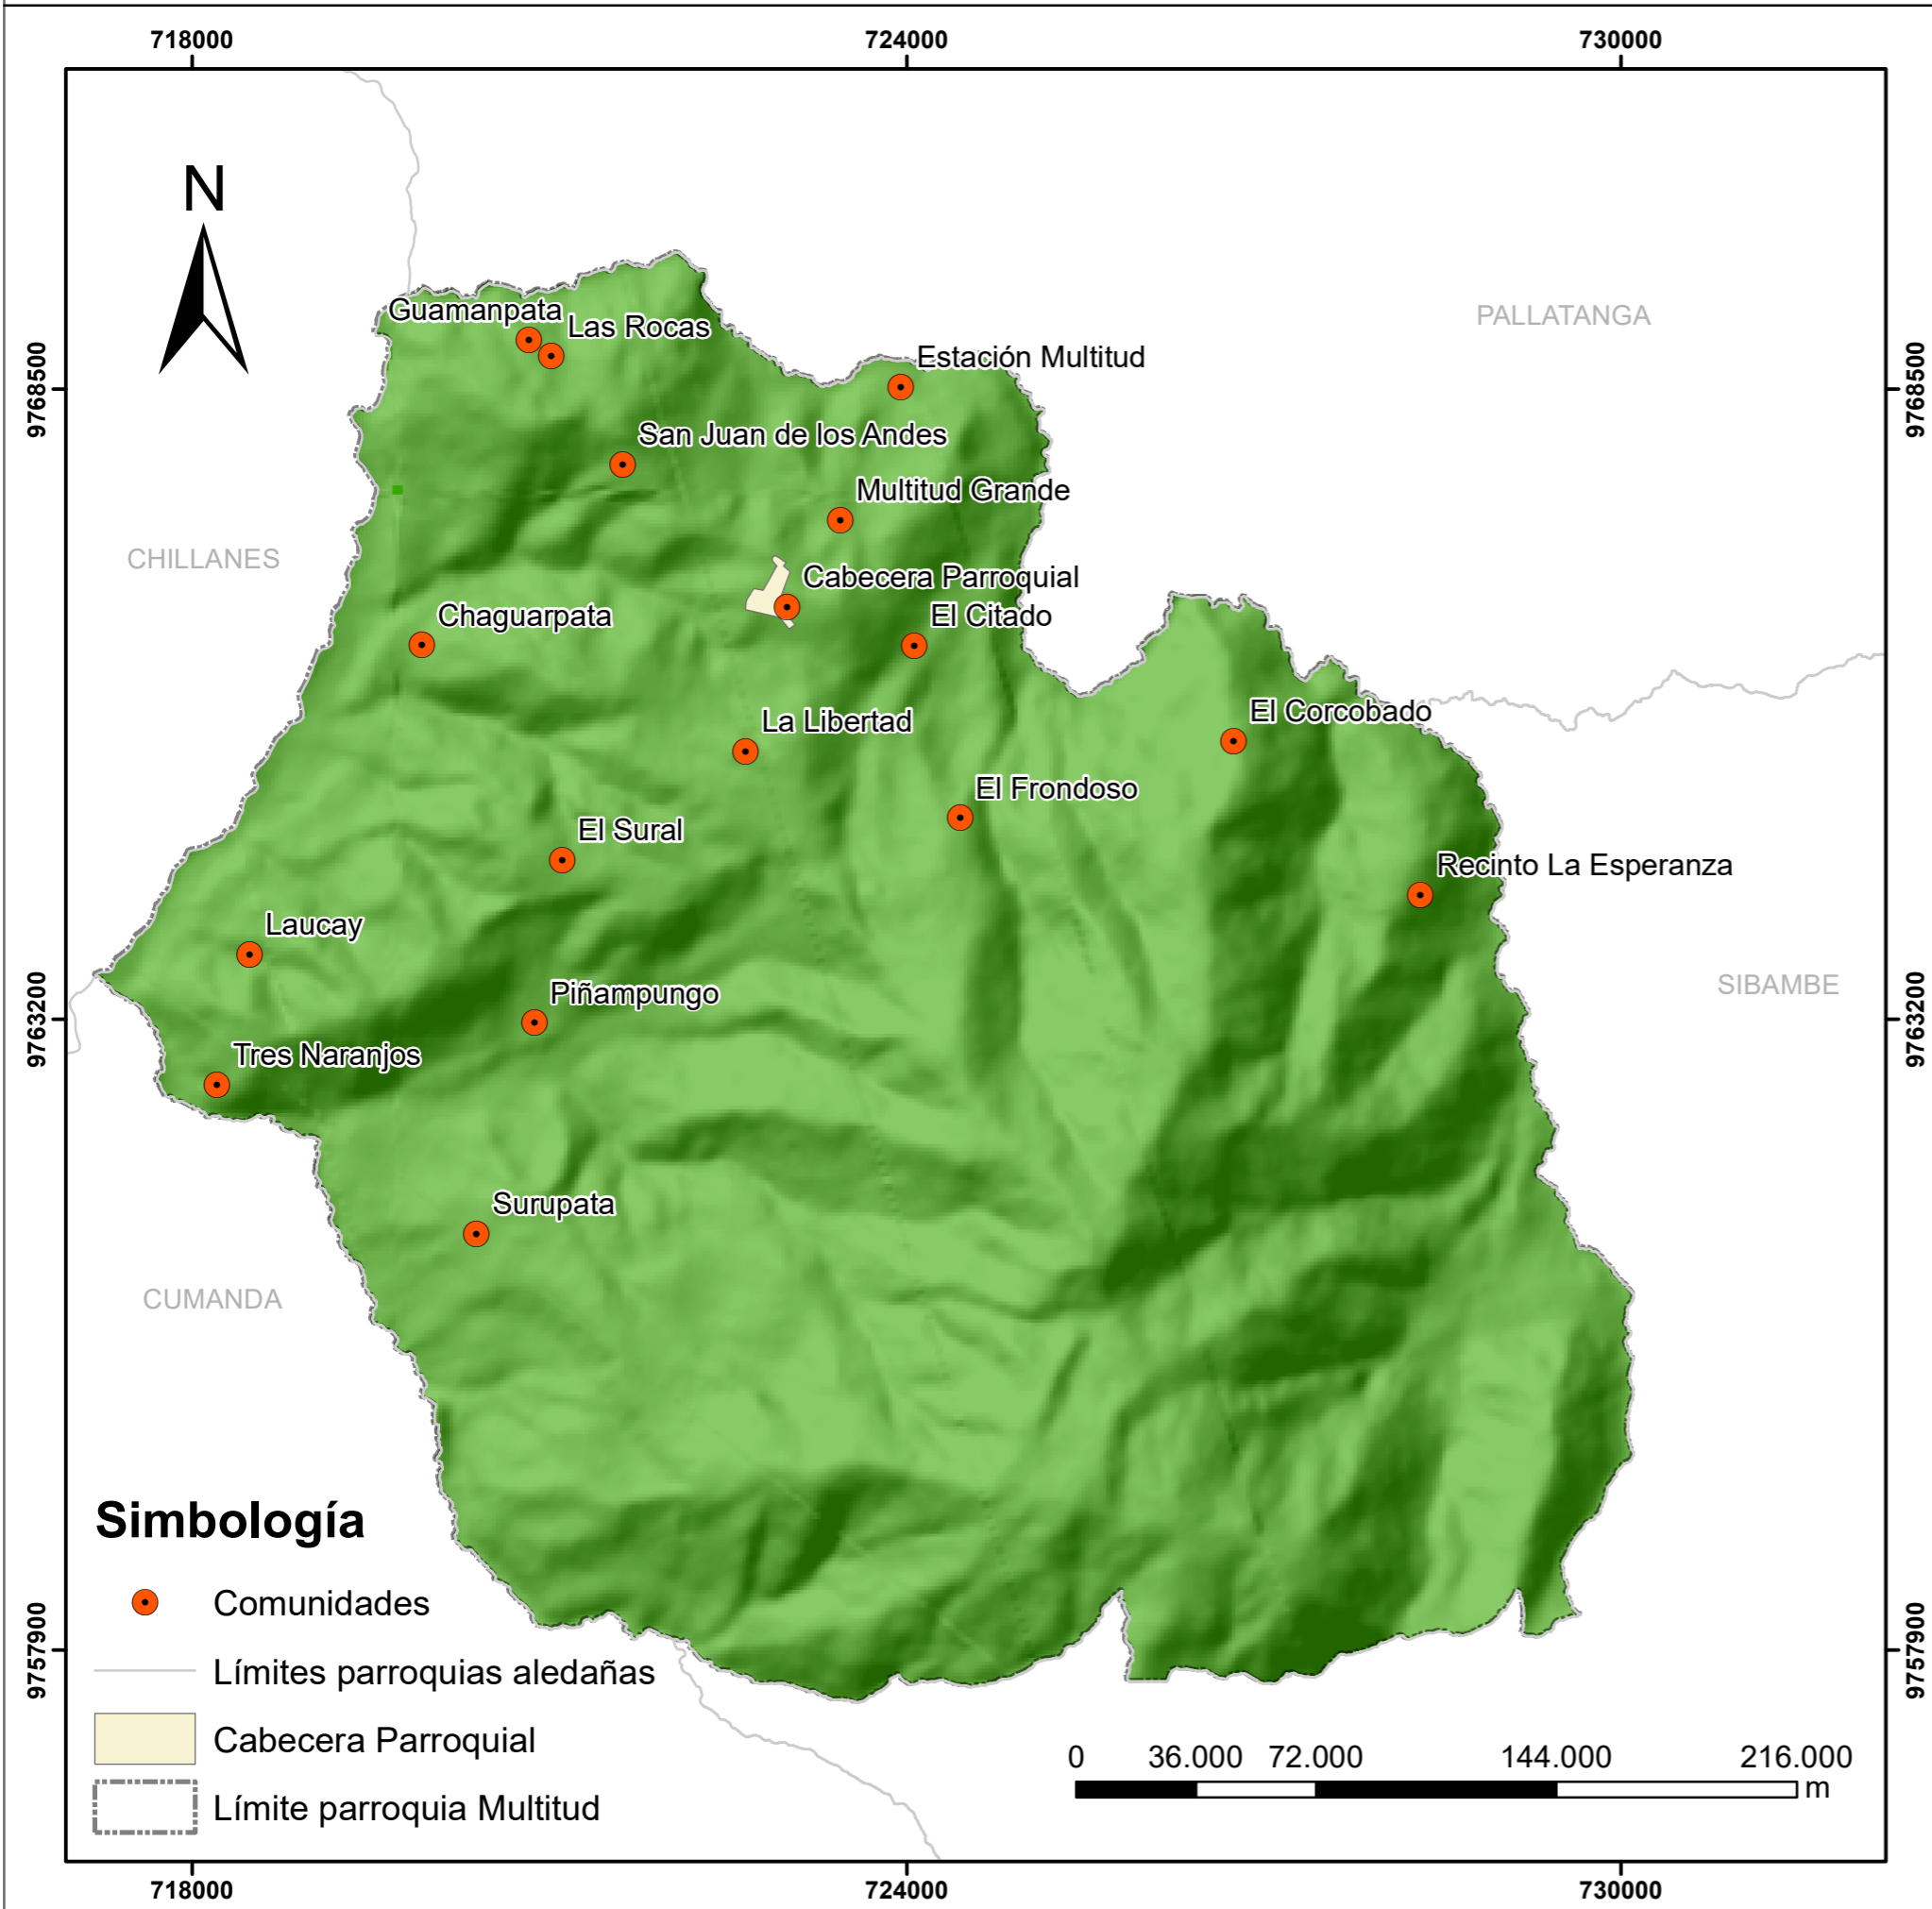 718000
724000
730000
N
PALLATANGA
Guamanpata
Las Rocas
Estación Multitud
9768500
9768500
San Juan de los Andes
Multitud Grande
CHILLANES
Cabecera Parroquial
Chaguarpata
El Citado
La Libertad
El Corcobado
El Frondoso
El Sural
Recinto La Esperanza
Laucay
SIBAMBE
Piñampungo
9763200
9763200
Tres Naranjos
Surupata
CUMANDA
Simbología
Comunidades
Límites parroquias aledañas
Cabecera Parroquial
Límite parroquia Multitud
9757900
9757900
0 36.000 72.000 144.000 216.000
m
718000
724000
730000